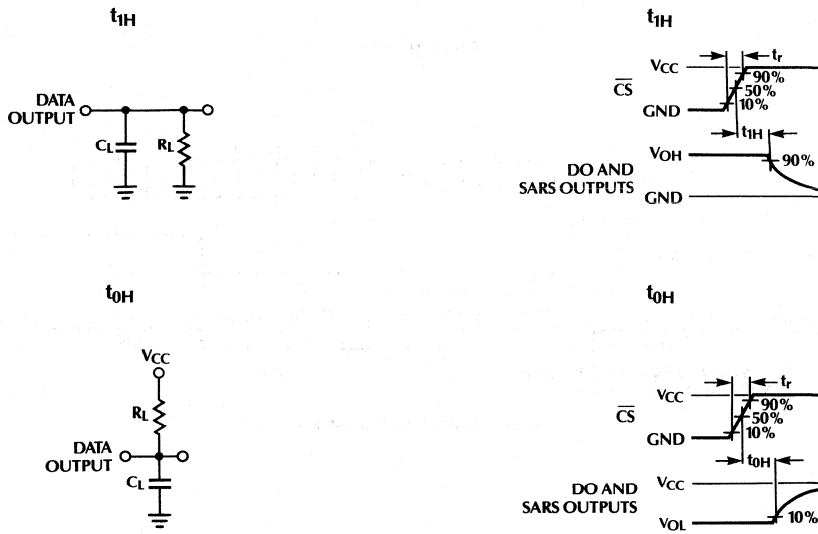 t1H
DATA
OUTPUT
CL
RL
t1H
tr
VCC
90%
CS
50%
10%
GND
t1H
VOH
90%
DO AND
SARS OUTPUTS
GND
t0H
VCC
RL
DATA
OUTPUT
CL
t0H
tr
VCC
90%
CS
50%
10%
GND
t0H
VCC
DO AND
SARS OUTPUTS
10%
VOL